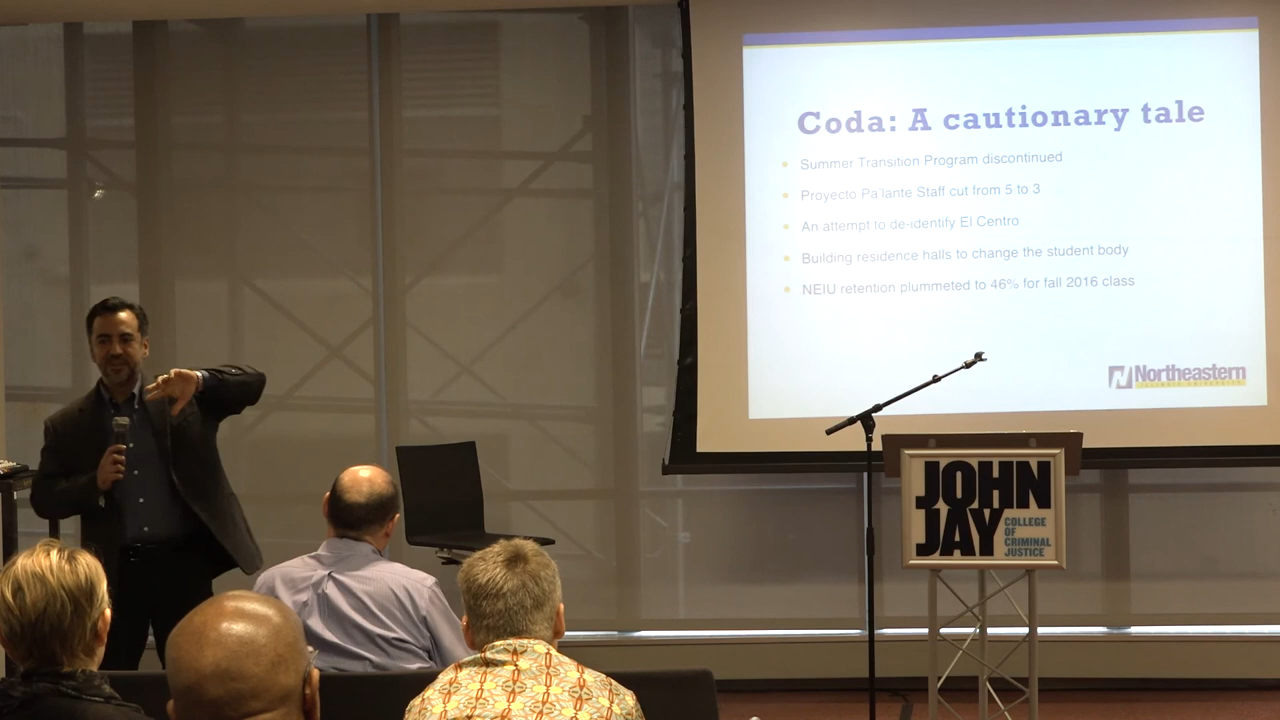 Coda: A cautionary tale
Summer Transition Program discontinued
Proyecto Pa'lante Staff cut from 5 to 3
An attempt to de-identify El Centro
Building residence halls to change the student body
NEIU retention plummeted to 46% for fall 2016 class
Northeastern
ILLINOIS UNIVERSITY
JOHN
JAY
COLLEGE
OF
CRIMINAL
JUSTICE